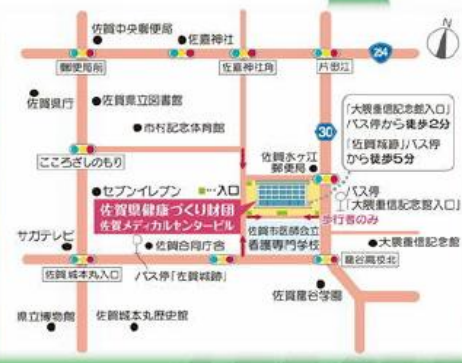 N
佐賀中央郵便局
佐嘉神社
264
郵便局前
佐嘉神社角
片田江
佐賀県庁
佐賀県立図書館
市村記念体育館
「大隈重信記念館入口」
バス停から徒歩2分
「佐賀城跡」バス停
から徒歩5分
30
こころざしのもり
佐賀水ヶ江
郵便局
セブンイレブン
…入口
バス停
「大隈重信記念館入口」
佐賀県健康づくり財団
佐賀メディカルセンタービル
歩行者のみ
佐賀市医師会立
看護専門学校
サガテレビ
佐賀合同庁舎
大隈重信記念館
佐賀城本丸入口
バス停「佐賀城跡」
龍谷高校北
佐賀龍谷学園
県立博物館
佐賀城本丸歴史館